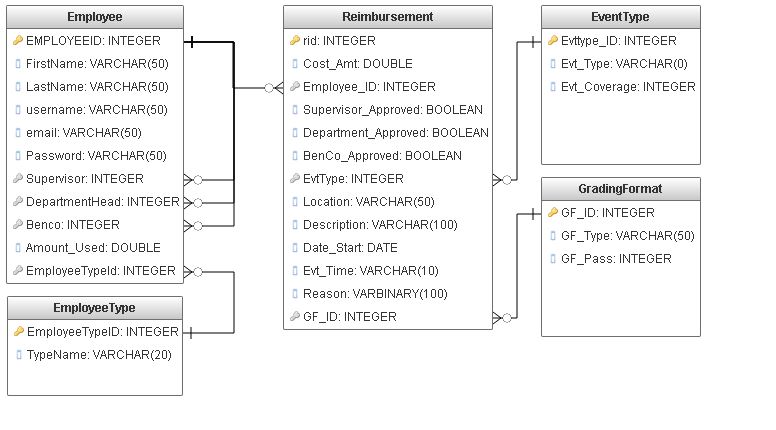 Employee
EMPLOYEEID: INTEGER
FirstName: VARCHAR(50)
LastName: VARCHAR(50)
username: VARCHAR(50)
email: VARCHAR(50)
Password: VARCHAR(50)
Supervisor: INTEGER
DepartmentHead: INTEGER
Benco: INTEGER
Amount_Used: DOUBLE
EmployeeTypeId: INTEGER
EmployeeType
EmployeeTypeID: INTEGER
TypeName: VARCHAR(20)
Reimbursement
rid: INTEGER
Cost_Amt: DOUBLE
Employee_ID: INTEGER
Supervisor_Approved: BOOLEAN
Department_Approved: BOOLEAN
BenCo_Approved: BOOLEAN
EvtType: INTEGER
Location: VARCHAR(50)
Description: VARCHAR(100)
Date_Start: DATE
Evt_Time: VARCHAR(10)
Reason: VARBINARY(100)
GF_ID: INTEGER
EventType
Evttype_ID: INTEGER
Evt_Type: VARCHAR(0)
Evt_Coverage: INTEGER
GradingFormat
GF_ID: INTEGER
GF_Type: VARCHAR(50)
GF_Pass: INTEGER